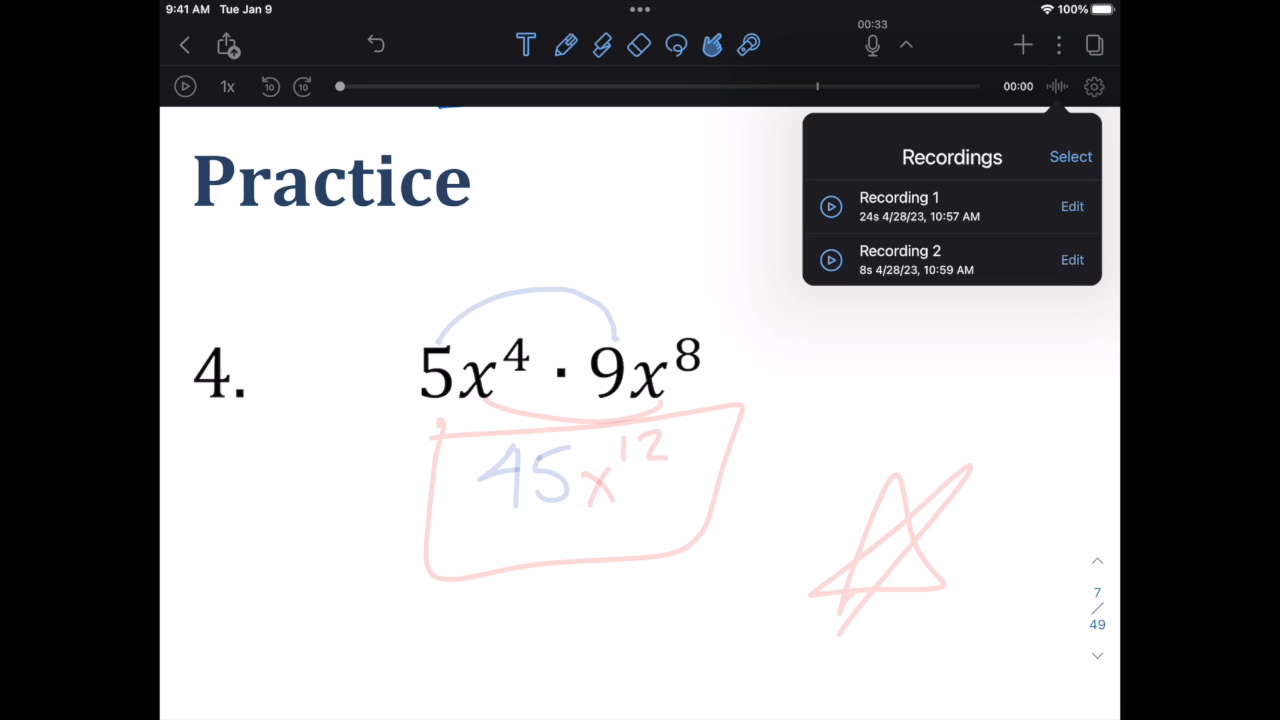 9:41 AM Tue Jan 9
100%
00:33
T
1x
10
10
00:00
Recordings
Select
Recording 1
24s 4/28/23, 10:57 AM
Edit
Recording 2
8s 4/28/23, 10:59 AM
Edit
Practice
4. 5x⁴ · 9x⁸
45x¹²
7
/
49